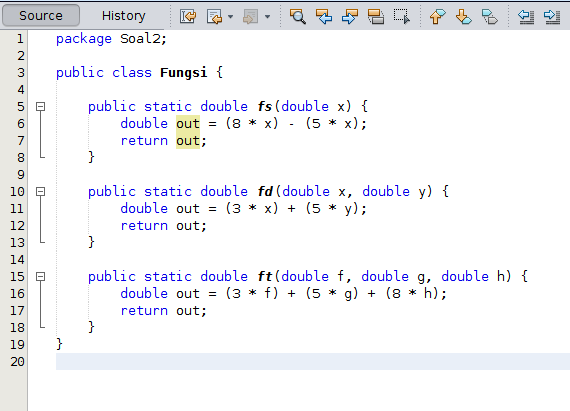 Source History
1 package Soal2;
2
3 public class Fungsi {
4
5 public static double fs(double x) {
6 double out = (8 * x) - (5 * x);
7 return out;
8 }
9
10 public static double fd(double x, double y) {
11 double out = (3 * x) + (5 * y);
12 return out;
13 }
14
15 public static double ft(double f, double g, double h) {
16 double out = (3 * f) + (5 * g) + (8 * h);
17 return out;
18 }
19 }
20